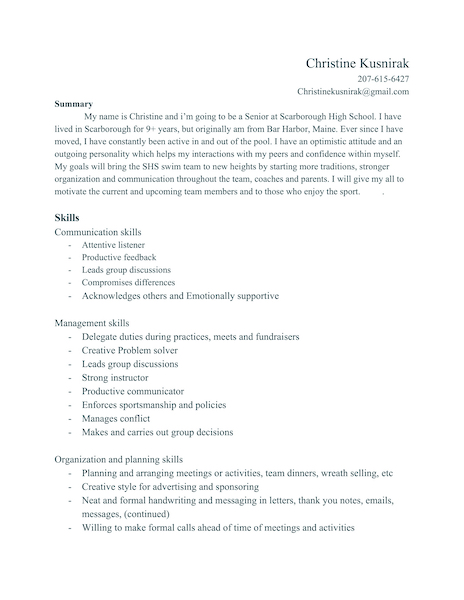 Christine Kusnirak
207-615-6427
Christinekusnirak@gmail.com
Summary
My name is Christine and i'm going to be a Senior at Scarborough High School. I have
lived in Scarborough for 9+ years, but originally am from Bar Harbor, Maine. Ever since I have
moved, I have constantly been active in and out of the pool. I have an optimistic attitude and an
outgoing personality which helps my interactions with my peers and confidence within myself.
My goals will bring the SHS swim team to new heights by starting more traditions, stronger
organization and communication throughout the team, coaches and parents. I will give my all to
motivate the current and upcoming team members and to those who enjoy the sport. .
Skills
Communication skills
- Attentive listener
- Productive feedback
- Leads group discussions
- Compromises differences
- Acknowledges others and Emotionally supportive
Management skills
- Delegate duties during practices, meets and fundraisers
- Creative Problem solver
- Leads group discussions
- Strong instructor
- Productive communicator
- Enforces sportsmanship and policies
- Manages conflict
- Makes and carries out group decisions
Organization and planning skills
- Planning and arranging meetings or activities, team dinners, wreath selling, etc
- Creative style for advertising and sponsoring
- Neat and formal handwriting and messaging in letters, thank you notes, emails,
messages, (continued)
- Willing to make formal calls ahead of time of meetings and activities